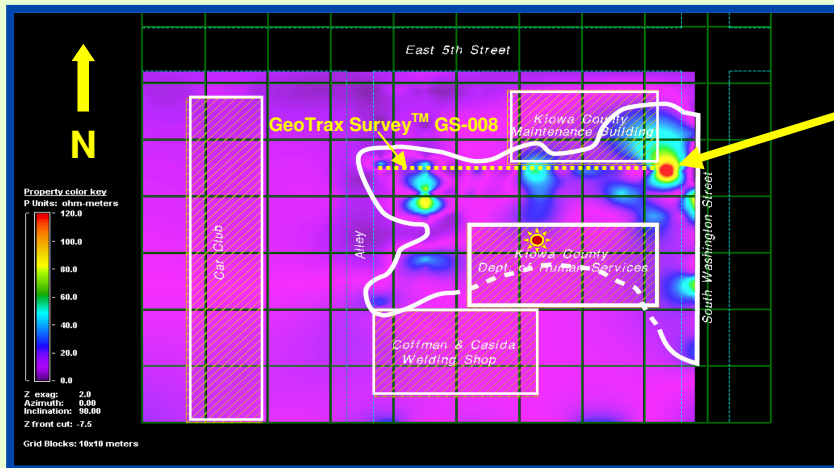 East 5th Street
GeoTrax Survey™ GS-008
Kiowa County
Maintenance Building
N
Property color key
P Units: ohm-meters
120.0
100.0
80.0
60.0
40.0
20.0
0.0
Z exag: 2.0
Azimuth: 0.00
Inclination: 90.00
Z front cut: -7.5
Grid Blocks: 10x10 meters
Car Club
Alley
Kiowa County
Dept. of Human Services
South Washington Street
Coffman & Casida
Welding Shop